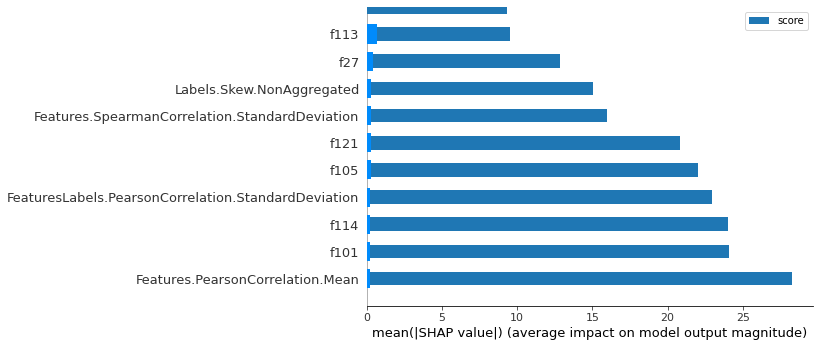 score
f113
f27
Labels.Skew.NonAggregated
Features.SpearmanCorrelation.StandardDeviation
f121
f105
FeaturesLabels.PearsonCorrelation.StandardDeviation
f114
f101
Features.PearsonCorrelation.Mean
0 5 10 15 20 25
mean(|SHAP value|) (average impact on model output magnitude)